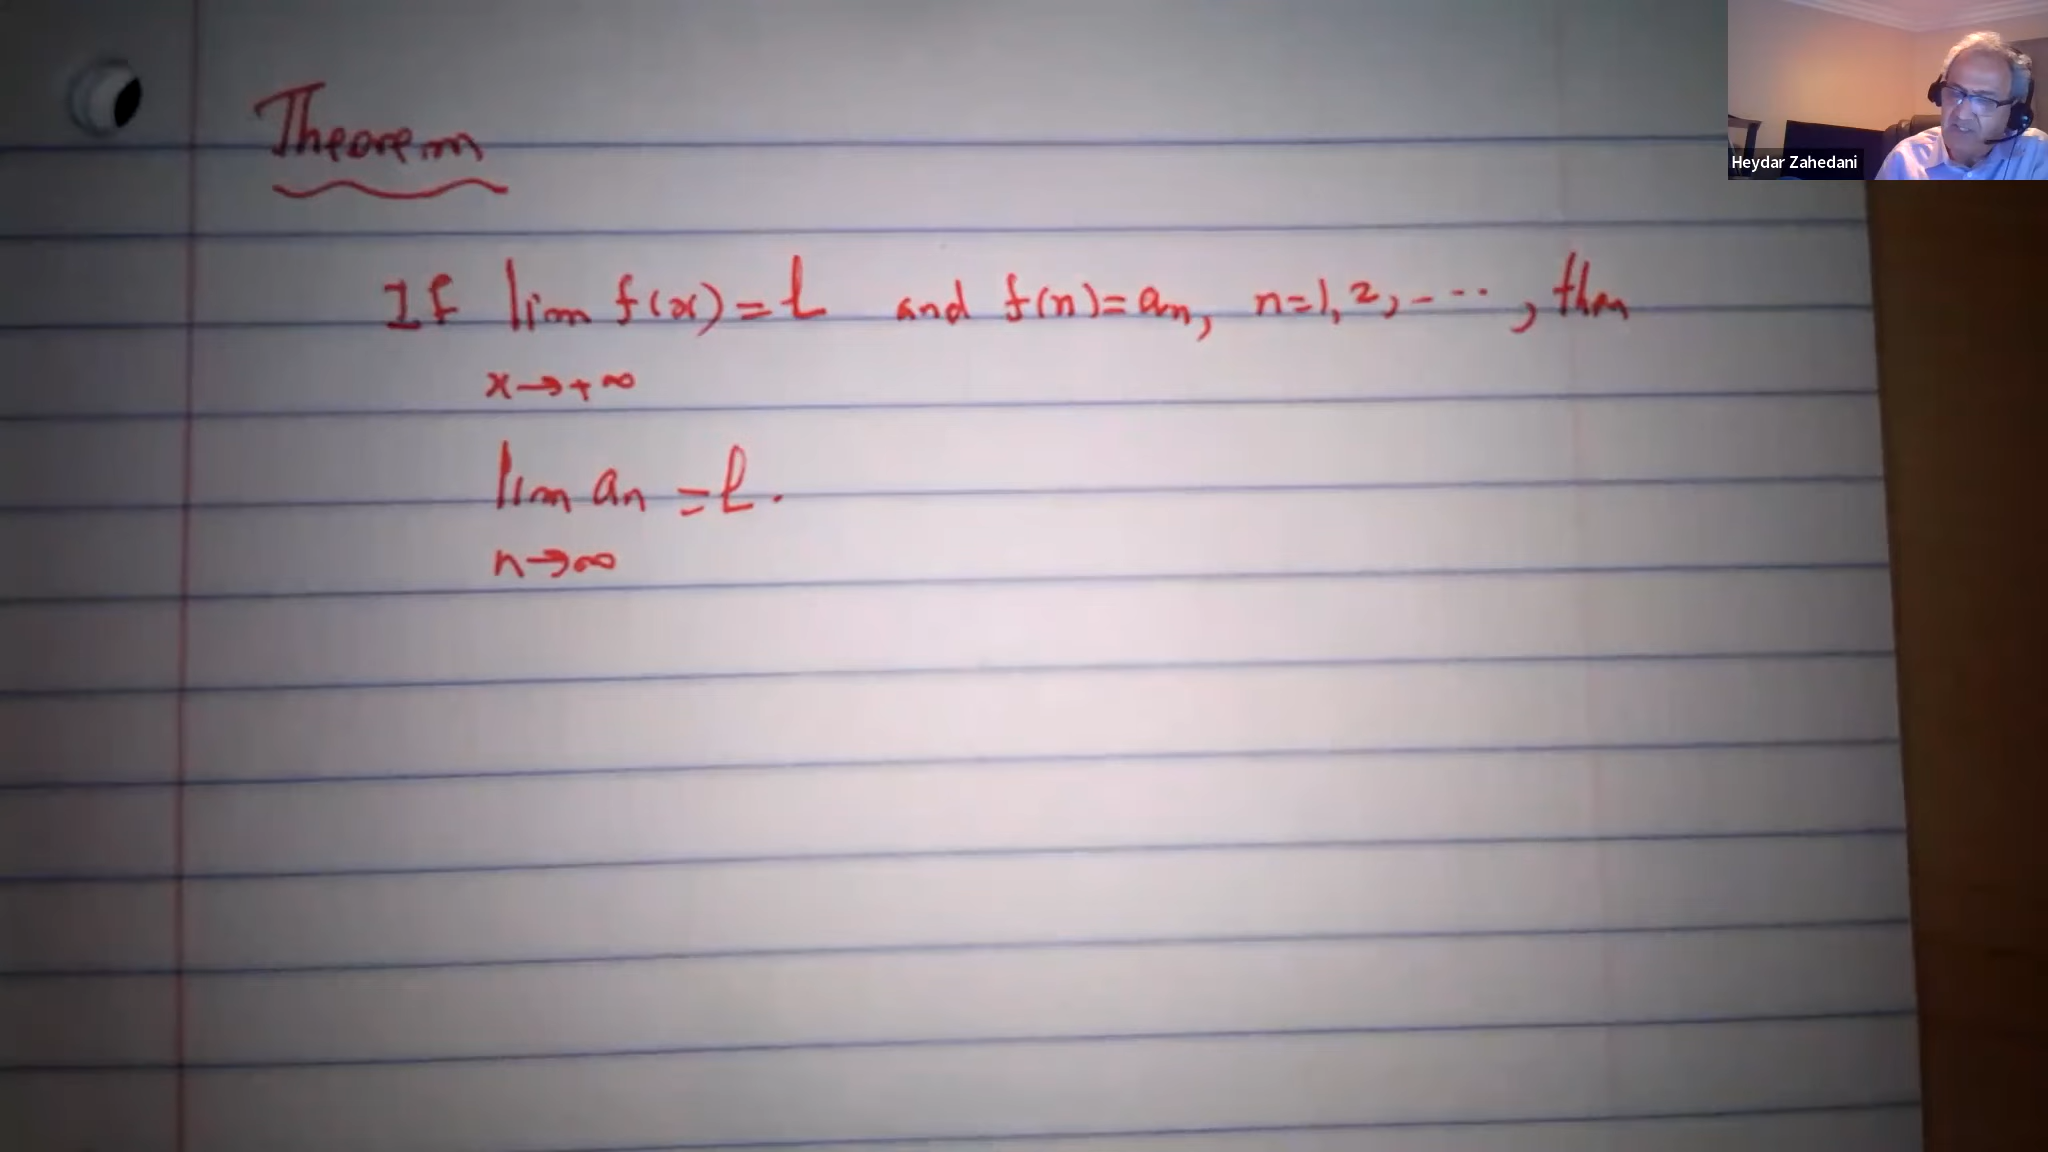 Theorem
If lim f(x) = L and f(n) = an, n=1, 2, -···, then
x→+∞
lim an = L.
n→∞
Heydar Zahedani